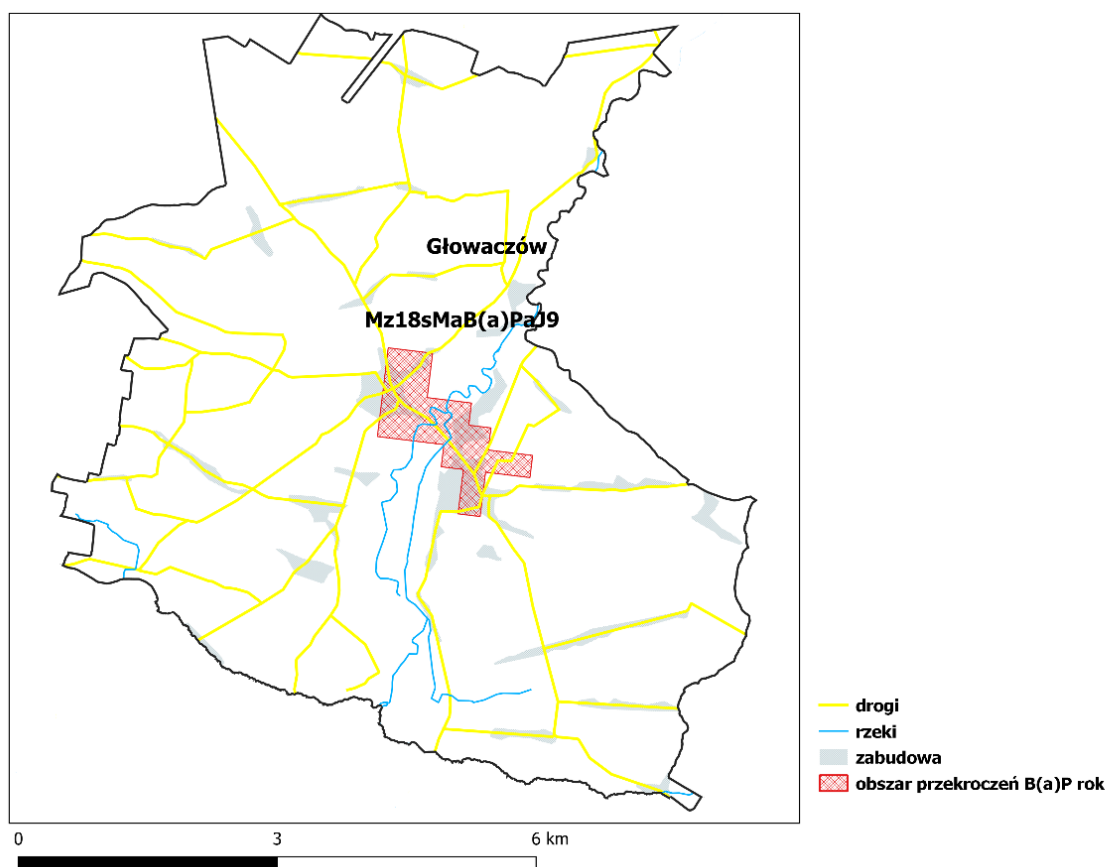 Głowaczów
Mz18sMaB(a)PaJ9
drogi
rzeki
zabudowa
obszar przekroczeń B(a)P rok
0 3 6 km